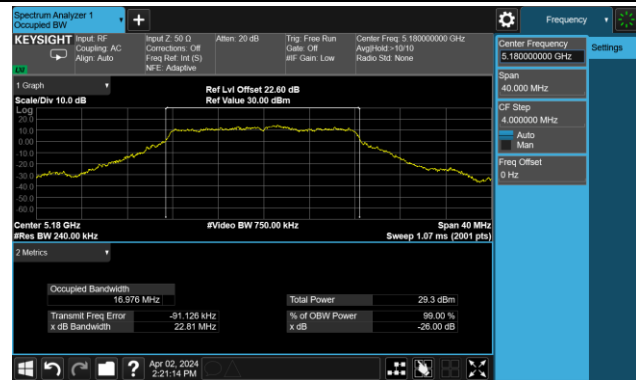 Spectrum Analyzer 1
Occupied BW
+
Frequency
KEYSIGHT
Input: RF
Coupling: AC
Align: Auto
Input Z: 50 Ω
Corrections: Off
Freq Ref: Int (S)
NFE: Adaptive
Atten: 20 dB
Trig: Free Run
Gate: Off
#IF Gain: Low
Center Freq: 5.180000000 GHz
Avg|Hold:>10/10
Radio Std: None
Center Frequency
5.180000000 GHz
Settings
Span
40.000 MHz
CF Step
4.000000 MHz
Auto
Man
Freq Offset
0 Hz
1 Graph
Scale/Div 10.0 dB
Ref Lvl Offset 22.60 dB
Ref Value 30.00 dBm
Log
20.0
10.0
0.00
-10.0
-20.0
-30.0
-40.0
-50.0
-60.0
Center 5.18 GHz
#Video BW 750.00 kHz
Span 40 MHz
#Res BW 240.00 kHz
Sweep 1.07 ms (2001 pts)
2 Metrics
Occupied Bandwidth
16.976 MHz
Total Power 29.3 dBm
Transmit Freq Error -91.126 kHz
% of OBW Power 99.00 %
x dB Bandwidth 22.81 MHz
x dB -26.00 dB
?
Apr 02, 2024
2:21:14 PM